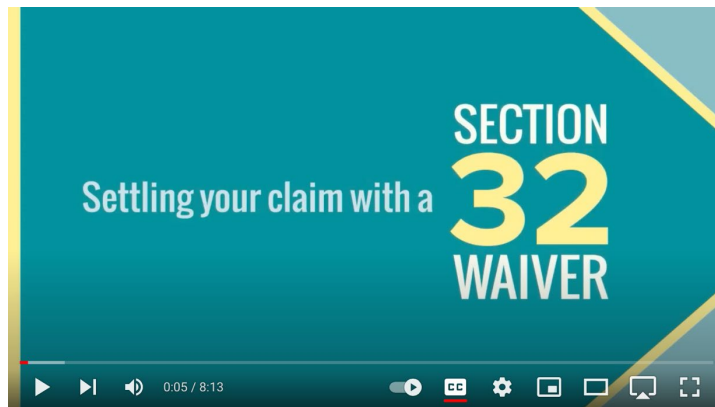 SECTION
Settling your claim with a 32
WAIVER
0:05 / 8:13
CC